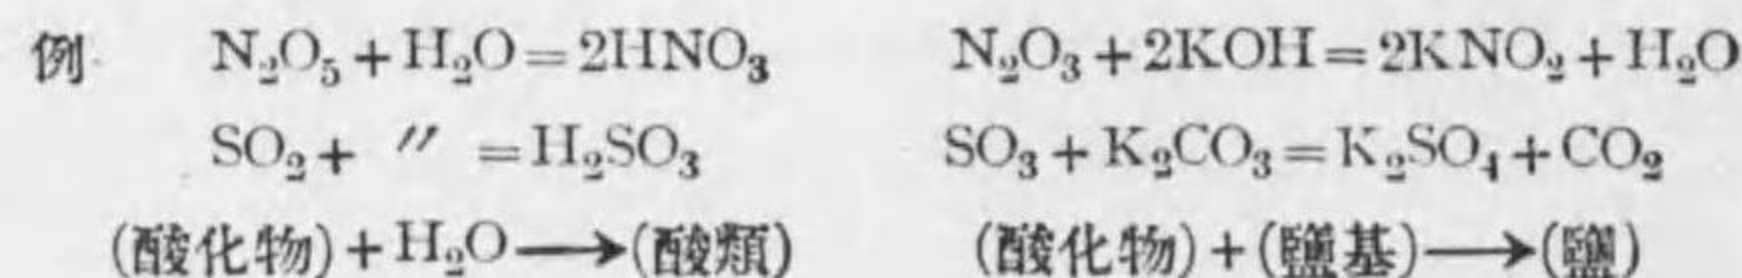 例 N₂O₅+H₂O=2HNO₃ N₂O₃+2KOH=2KNO₂+H₂O
SO₂+ 〃 =H₂SO₃ SO₃+K₂CO₃=K₂SO₄+CO₂
(酸化物)+H₂O⟶(酸類) (酸化物)+(鹽基)⟶(鹽)